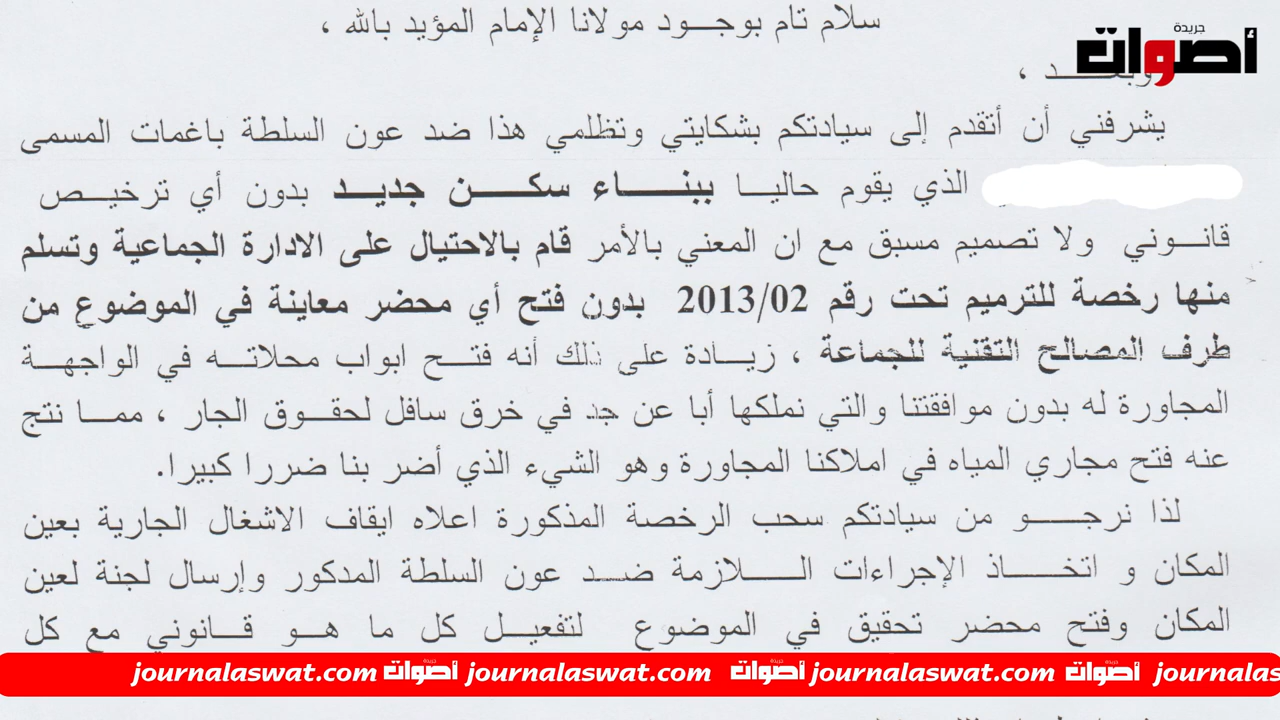 سلام تام بوجود مولانا الإمام المؤيد بالله ،
جريدة
أصوات
وبعد ،
يشرفني أن أتقدم إلى سيادتكم بشكايتي وتظلمي هذا ضد عون السلطة باغمات المسمى
الذي يقوم حاليا ببناء سكن جديد بدون أي ترخيص
قانوني ولا تصميم مسبق مع ان المعني بالأمر قام بالاحتيال على الادارة الجماعية وتسلم
منها رخصة للترميم تحت رقم 2013/02 بدون فتح أي محضر معاينة في الموضوع من
طرف المصالح التقنية للجماعة ، زيادة على ذلك أنه فتح ابواب محلاته في الواجهة
المجاورة له بدون موافقتنا والتي نملكها أبا عن جد في خرق سافل لحقوق الجار ، مما نتج
عنه فتح مجاري المياه في املاكنا المجاورة وهو الشيء الذي أضر بنا ضررا كبيرا.
لذا نرجو من سيادتكم سحب الرخصة المذكورة اعلاه ايقاف الاشغال الجارية بعين
المكان و اتخاذ الإجراءات اللازمة ضد عون السلطة المدكور وإرسال لجنة لعين
المكان وفتح محضر تحقيق في الموضوع لتفعيل كل ما هو قانوني مع كل
journalaswat.com جريدة أصوات journalaswat.com جريدة أصوات journalaswat.com جريدة أصوات journalas